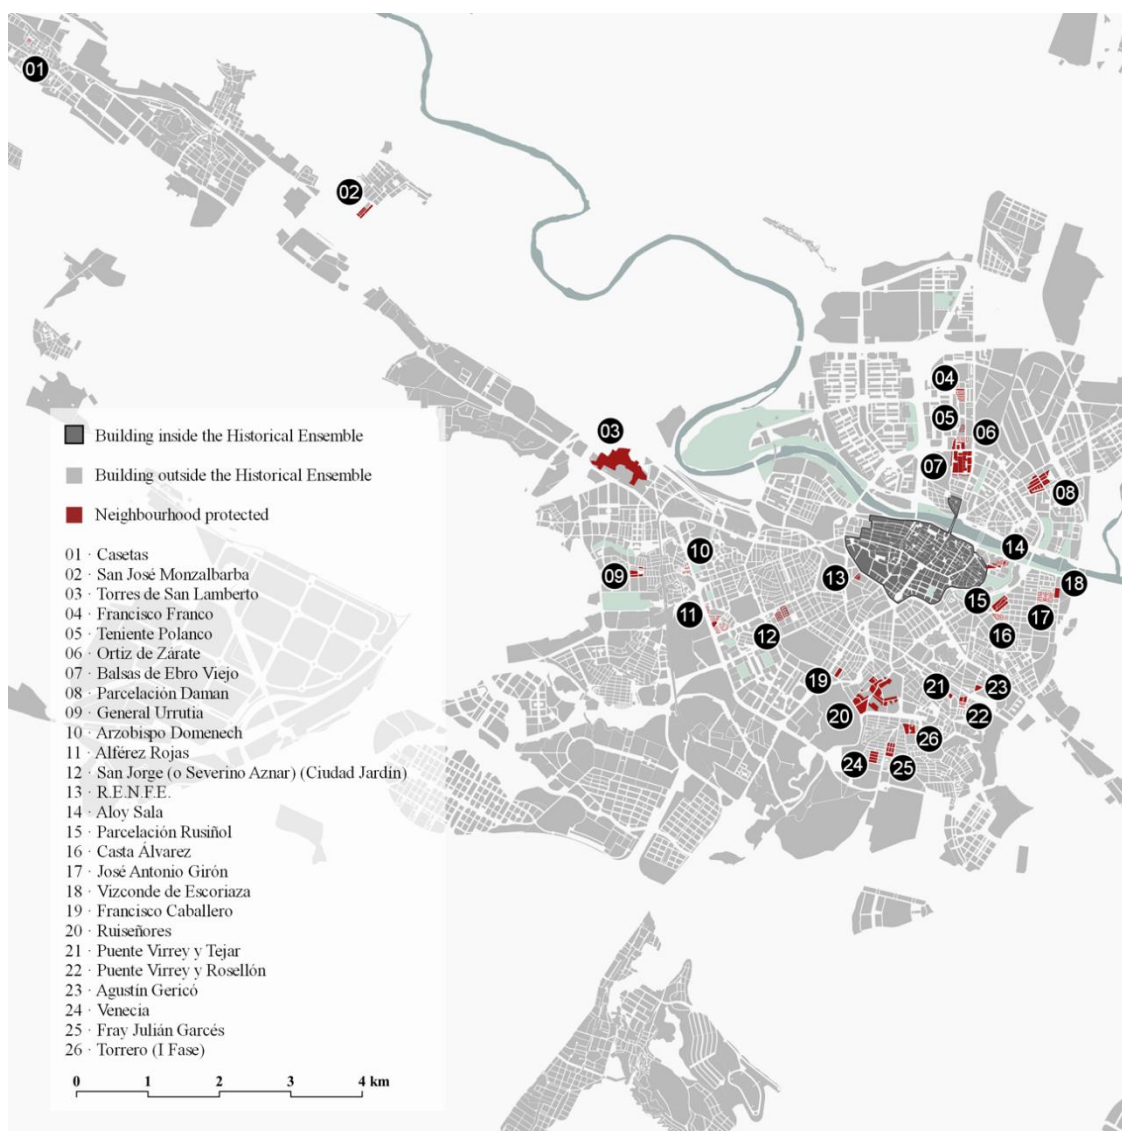 01
02
03
04
05
06
07
08
09
10
11
12
13
14
15
16
17
18
19
20
21
22
23
24
25
26
Building inside the Historical Ensemble
Building outside the Historical Ensemble
Neighbourhood protected
01 · Casetas
02 · San José Monzalbarba
03 · Torres de San Lamberto
04 · Francisco Franco
05 · Teniente Polanco
06 · Ortiz de Zárate
07 · Balsas de Ebro Viejo
08 · Parcelación Daman
09 · General Urrutia
10 · Arzobispo Domenech
11 · Alférez Rojas
12 · San Jorge (o Severino Aznar) (Ciudad Jardín)
13 · R.E.N.F.E.
14 · Aloy Sala
15 · Parcelación Rusiñol
16 · Casta Álvarez
17 · José Antonio Girón
18 · Vizconde de Escoriaza
19 · Francisco Caballero
20 · Ruiseñores
21 · Puente Virrey y Tejar
22 · Puente Virrey y Rosellón
23 · Agustín Gericó
24 · Venecia
25 · Fray Julián Garcés
26 · Torrero (I Fase)
0 1 2 3 4 km